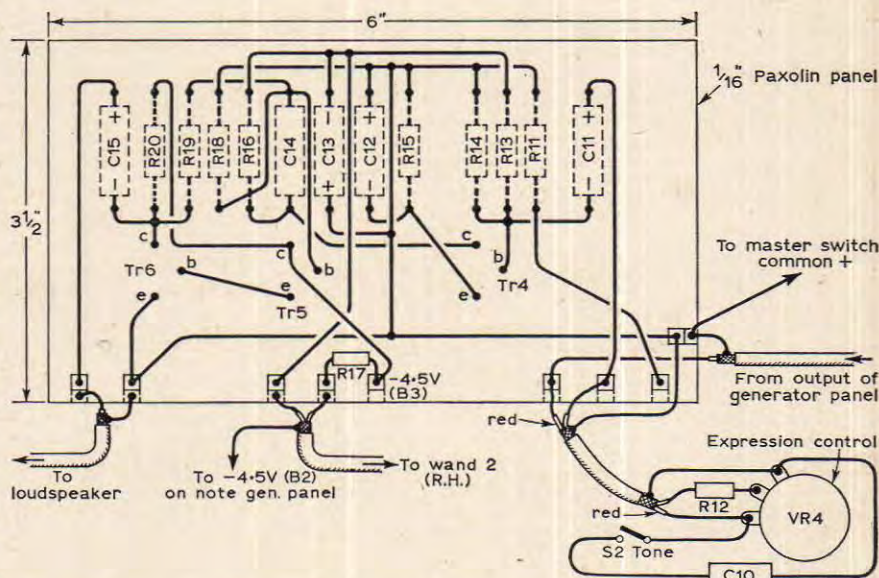 6"
1/16" Paxolin panel
3 1/2"
C15 + −
R20
R19
R18
R16
C14
C13 − +
C12 + −
R15
R14
R13
R11
C11 + −
c
Tr6
b
e
c
b
e
Tr5
b
Tr4
e
To master switch
common +
R17
−4·5V
(B3)
From output of
generator panel
red
Expression control
To
loudspeaker
To −4·5V (B2)
on note gen. panel
To wand 2
(R.H.)
red
R12
VR4
S2 Tone
C10